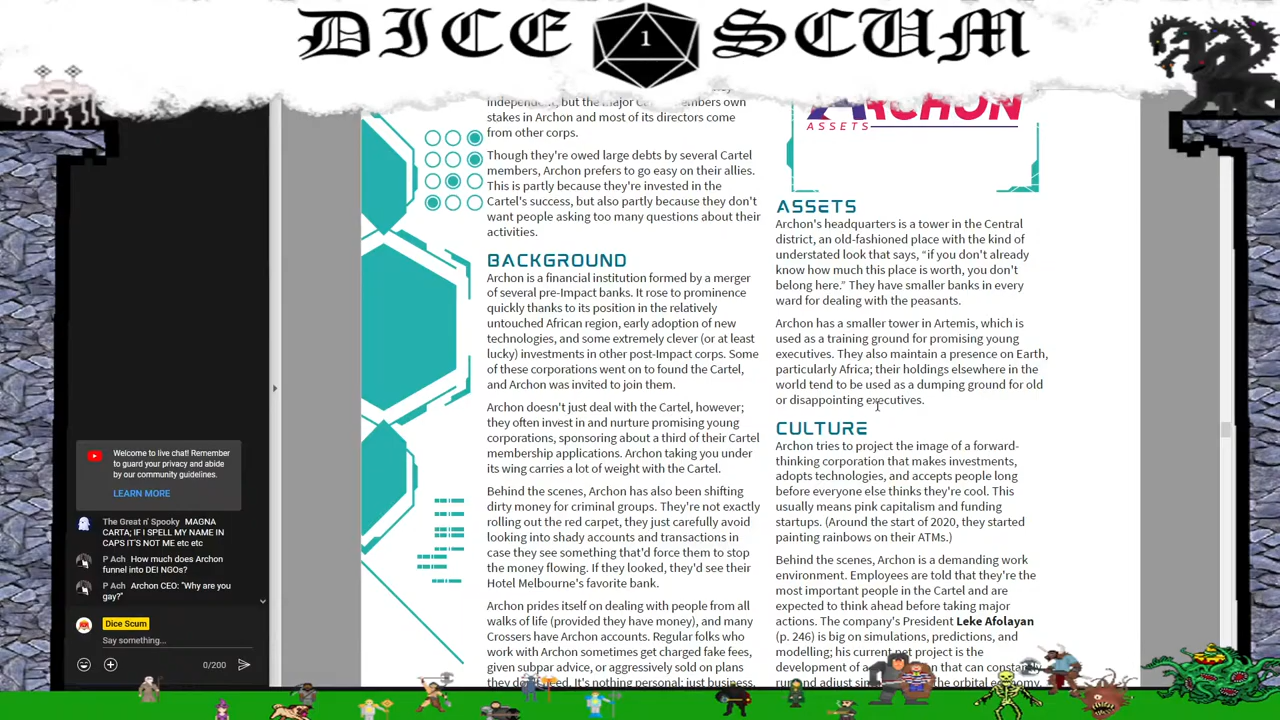 DICE SCUM
1
independent, but the major Cartel members own
stakes in Archon and most of its directors come
from other corps.
Though they're owed large debts by several Cartel
members, Archon prefers to go easy on their allies.
This is partly because they're invested in the
Cartel's success, but also partly because they don't
want people asking too many questions about their
activities.
BACKGROUND
Archon is a financial institution formed by a merger
of several pre-Impact banks. It rose to prominence
quickly thanks to its position in the relatively
untouched African region, early adoption of new
technologies, and some extremely clever (or at least
lucky) investments in other post-Impact corps. Some
of these corporations went on to found the Cartel,
and Archon was invited to join them.
Archon doesn't just deal with the Cartel, however;
they often invest in and nurture promising young
corporations, sponsoring about a third of their Cartel
membership applications. Archon taking you under
its wing carries a lot of weight with the Cartel.
Behind the scenes, Archon has also been shifting
dirty money for criminal groups. They're not exactly
rolling out the red carpet, they just carefully avoid
looking into shady accounts and transactions in
case they see something that'd force them to stop
the money flowing. If they looked, they'd see their
Hotel Melbourne's favorite bank.
Archon prides itself on dealing with people from all
walks of life (provided they have money), and many
Crossers have Archon accounts. Regular folks who
work with Archon sometimes get charged fake fees,
given subpar advice, or aggressively sold on plans
they don't need. It's nothing personal; just business.
ARCHON
ASSETS
ASSETS
Archon's headquarters is a tower in the Central
district, an old-fashioned place with the kind of
understated look that says, “if you don't already
know how much this place is worth, you don't
belong here.” They have smaller banks in every
ward for dealing with the peasants.
Archon has a smaller tower in Artemis, which is
used as a training ground for promising young
executives. They also maintain a presence on Earth,
particularly Africa; their holdings elsewhere in the
world tend to be used as a dumping ground for old
or disappointing executives.
CULTURE
Archon tries to project the image of a forward-
thinking corporation that makes investments,
adopts technologies, and accepts people long
before everyone else thinks they're cool. This
usually means pink capitalism and funding
startups. (Around the start of 2020, they started
painting rainbows on their ATMs.)
Behind the scenes, Archon is a demanding work
environment. Employees are told that they're the
most important people in the Cartel and are
expected to think ahead before taking major
actions. The company's President Leke Afolayan
(p. 246) is big on simulations, predictions, and
modelling; his current pet project is the
development of a that can constantly
run and adjust the orbital economy,
Welcome to live chat! Remember
to guard your privacy and abide
by our community guidelines.
LEARN MORE
The Great n' Spooky MAGNA
CARTA; IF I SPELL MY NAME IN
CAPS IT'S NOT ME etc etc
P Ach How much does Archon
funnel into DEI NGOs?
P Ach Archon CEO: "Why are you
gay?"
Dice Scum
Say something...
0/200